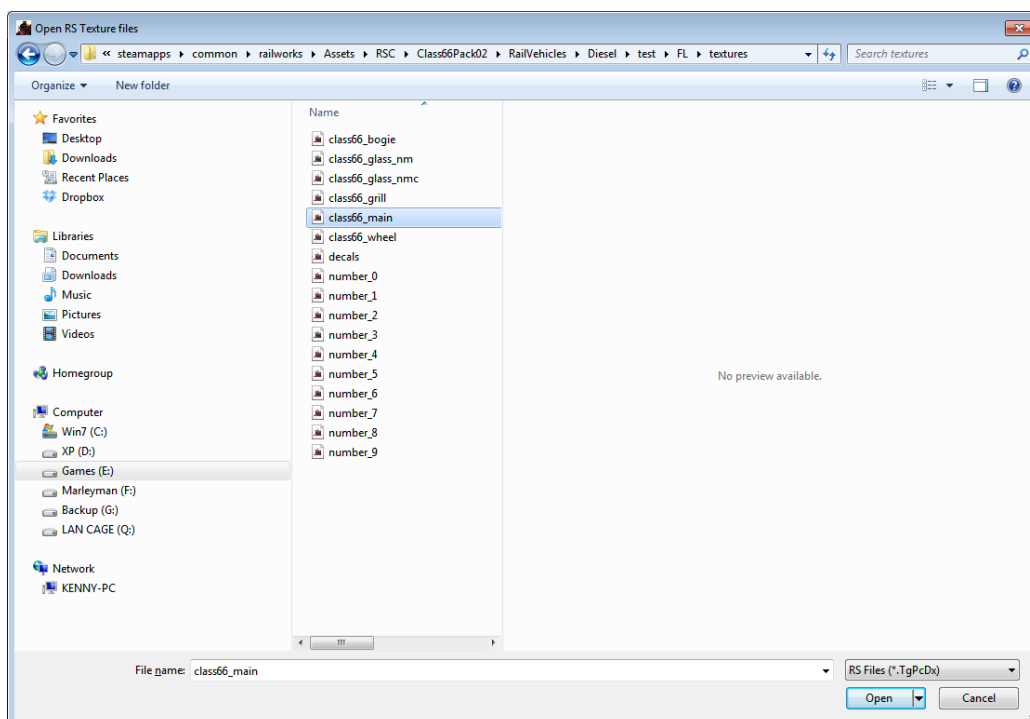 Open RS Texture files
« steamapps common railworks Assets RSC Class66Pack02 RailVehicles Diesel test FL textures Search textures
Organize New folder
Name
Favorites
Desktop
Downloads
Recent Places
Dropbox
Libraries
Documents
Downloads
Music
Pictures
Videos
Homegroup
Computer
Win7 (C:)
XP (D:)
Games (E:)
Marleyman (F:)
Backup (G:)
LAN CAGE (Q:)
Network
KENNY-PC
class66_bogie
class66_glass_nm
class66_glass_nmc
class66_grill
class66_main
class66_wheel
decals
number_0
number_1
number_2
number_3
number_4
number_5
number_6
number_7
number_8
number_9
No preview available.
File name: class66_main RS Files (*.TgPcDx)
Open Cancel